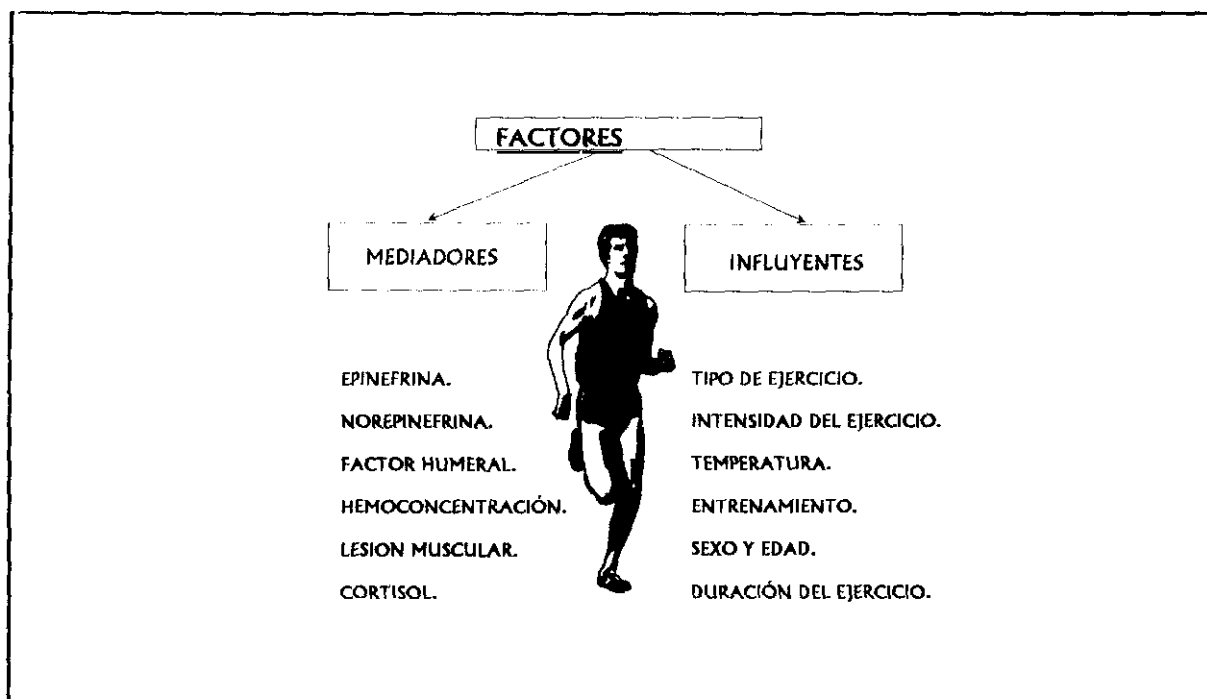 FACTORES
MEDIADORES
INFLUYENTES
EPINEFRINA.
NOREPINEFRINA.
FACTOR HUMERAL.
HEMOCONCENTRACIÓN.
LESION MUSCULAR.
CORTISOL.
TIPO DE EJERCICIO.
INTENSIDAD DEL EJERCICIO.
TEMPERATURA.
ENTRENAMIENTO.
SEXO Y EDAD.
DURACIÓN DEL EJERCICIO.